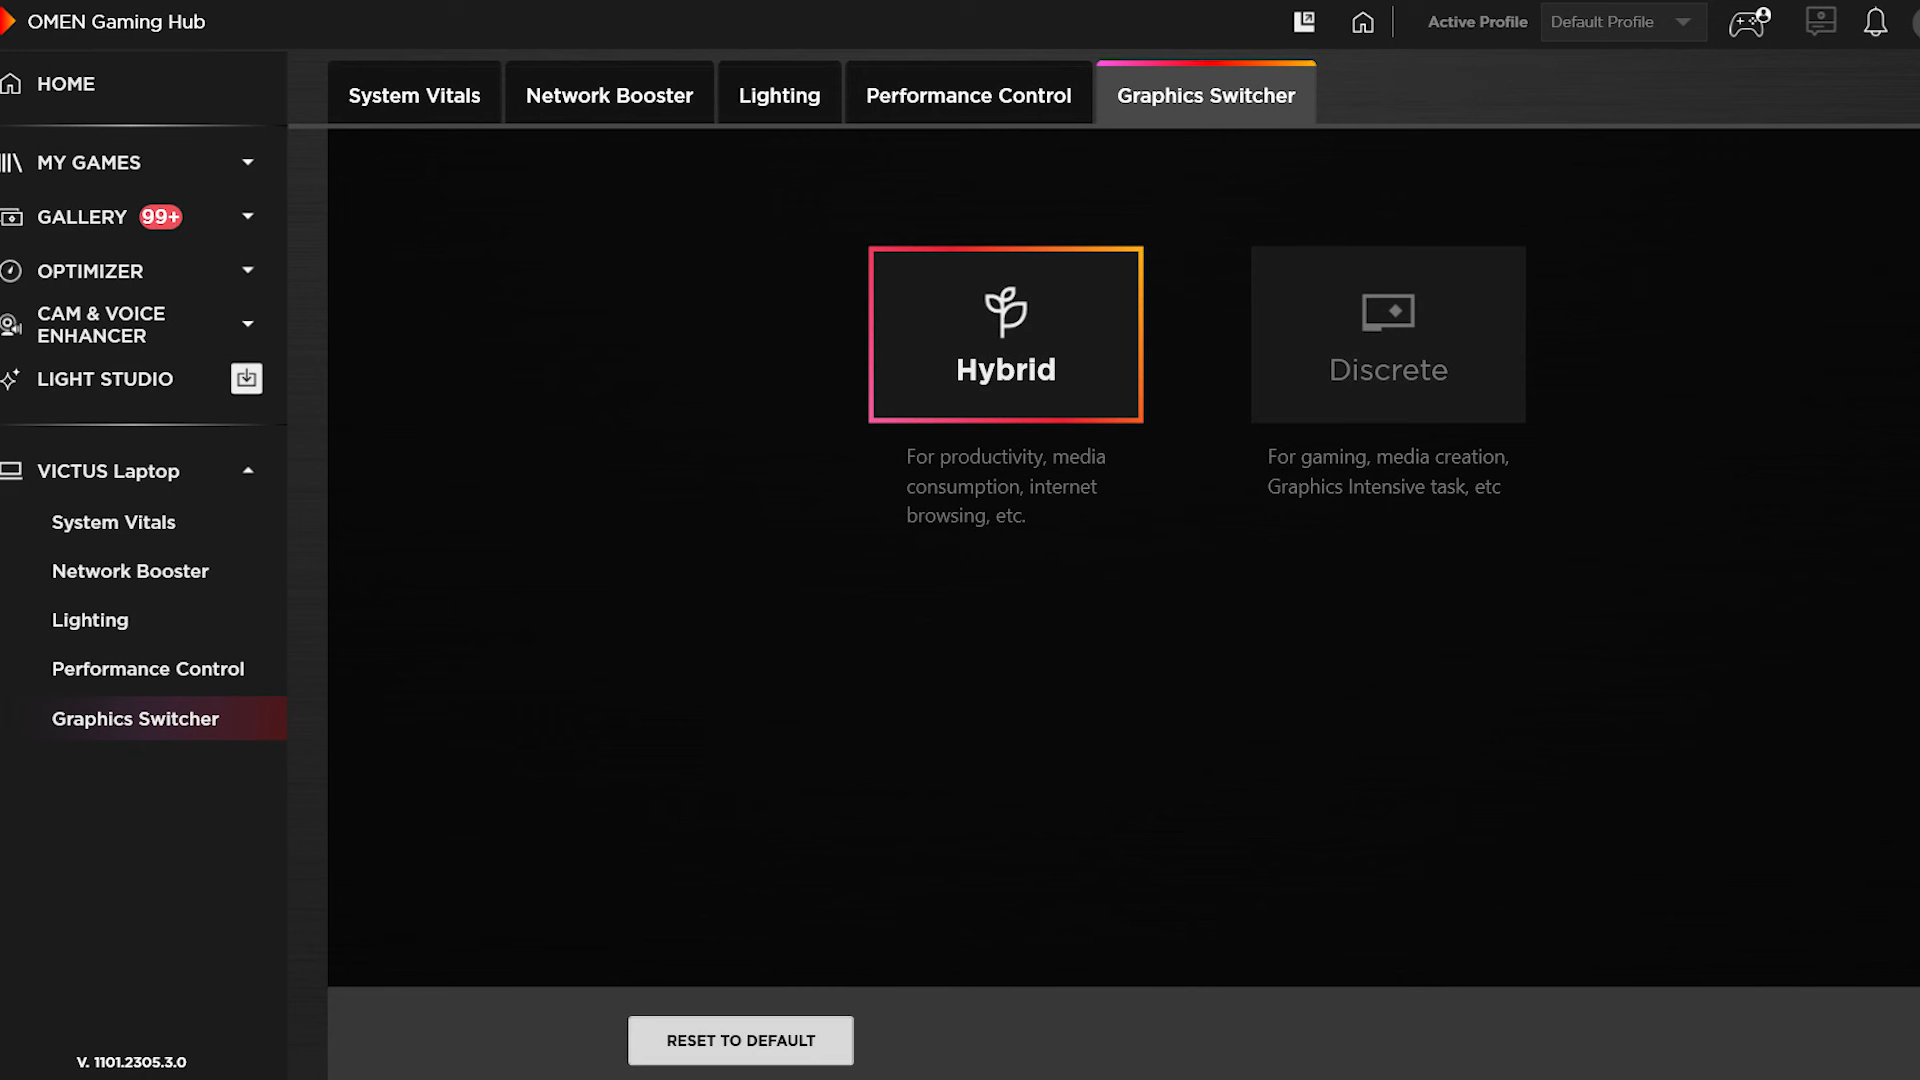 OMEN Gaming Hub
Active Profile
Default Profile
HOME
MY GAMES
GALLERY 99+
OPTIMIZER
CAM & VOICE
ENHANCER
LIGHT STUDIO
VICTUS Laptop
System Vitals
Network Booster
Lighting
Performance Control
Graphics Switcher
V. 1101.2305.3.0
System Vitals
Network Booster
Lighting
Performance Control
Graphics Switcher
Hybrid
For productivity, media
consumption, internet
browsing, etc.
Discrete
For gaming, media creation,
Graphics Intensive task, etc
RESET TO DEFAULT